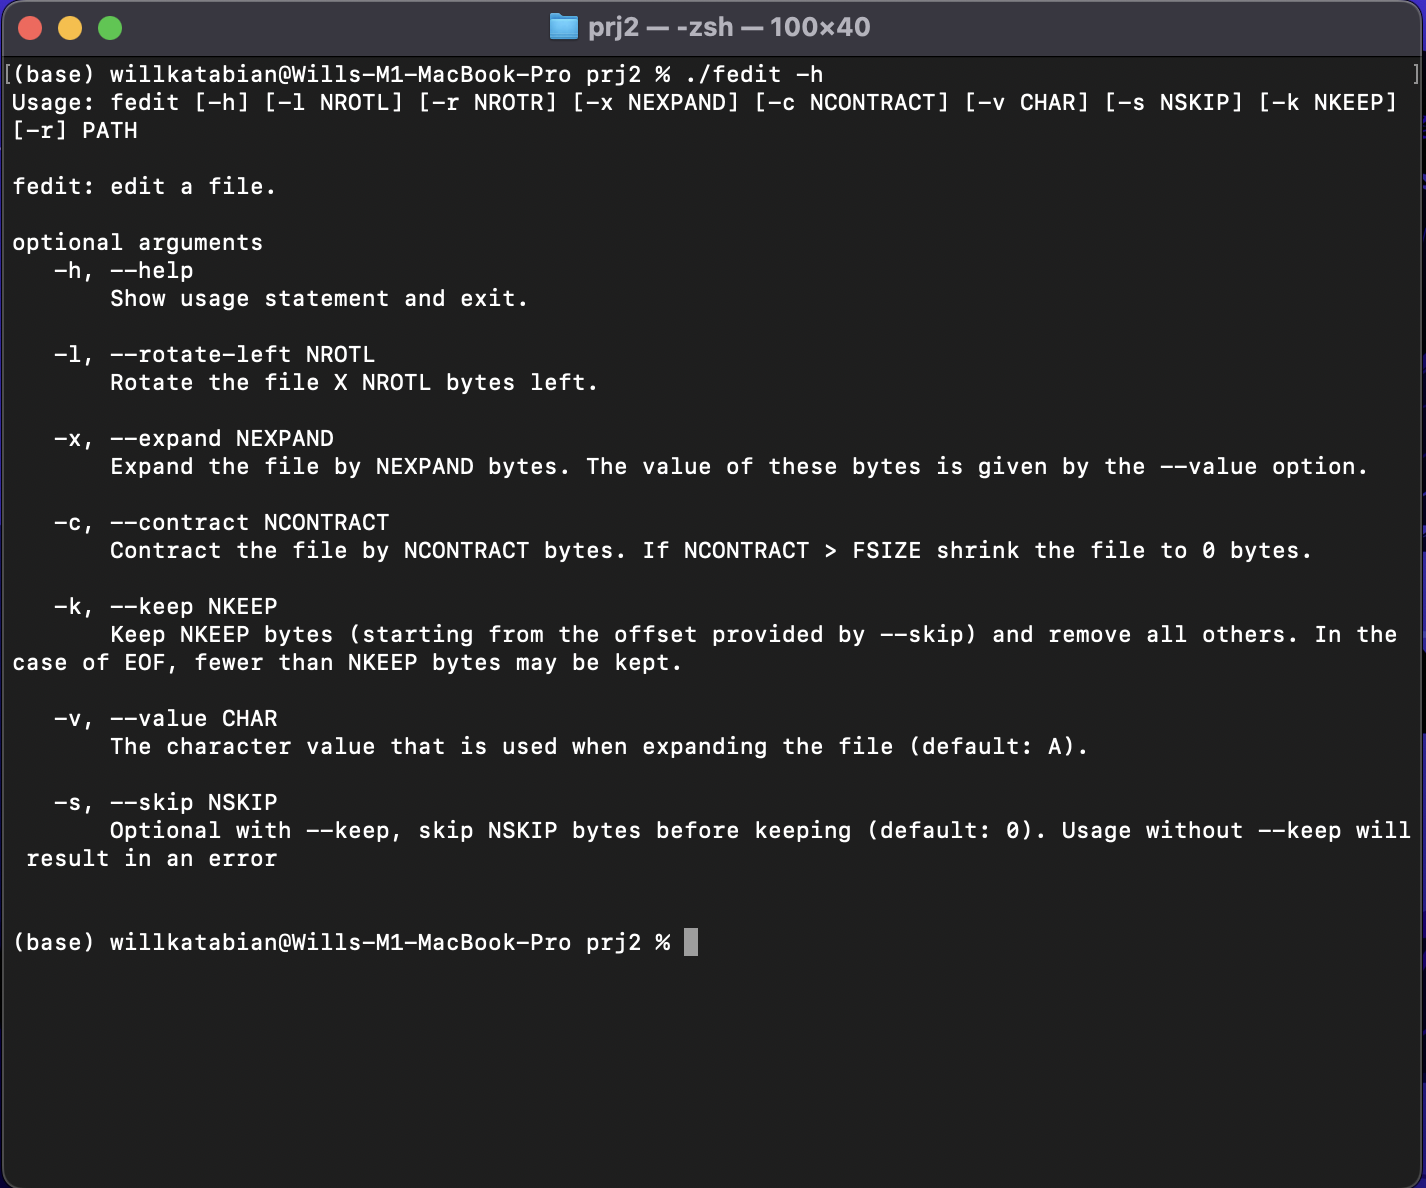 prj2 — -zsh — 100×40
[(base) willkatabian@Wills-M1-MacBook-Pro prj2 % ./fedit -h ]
Usage: fedit [-h] [-l NROTL] [-r NROTR] [-x NEXPAND] [-c NCONTRACT] [-v CHAR] [-s NSKIP] [-k NKEEP]
[-r] PATH
fedit: edit a file.
optional arguments
-h, --help
Show usage statement and exit.
-l, --rotate-left NROTL
Rotate the file X NROTL bytes left.
-x, --expand NEXPAND
Expand the file by NEXPAND bytes. The value of these bytes is given by the --value option.
-c, --contract NCONTRACT
Contract the file by NCONTRACT bytes. If NCONTRACT > FSIZE shrink the file to 0 bytes.
-k, --keep NKEEP
Keep NKEEP bytes (starting from the offset provided by --skip) and remove all others. In the
case of EOF, fewer than NKEEP bytes may be kept.
-v, --value CHAR
The character value that is used when expanding the file (default: A).
-s, --skip NSKIP
Optional with --keep, skip NSKIP bytes before keeping (default: 0). Usage without --keep will
result in an error
(base) willkatabian@Wills-M1-MacBook-Pro prj2 %